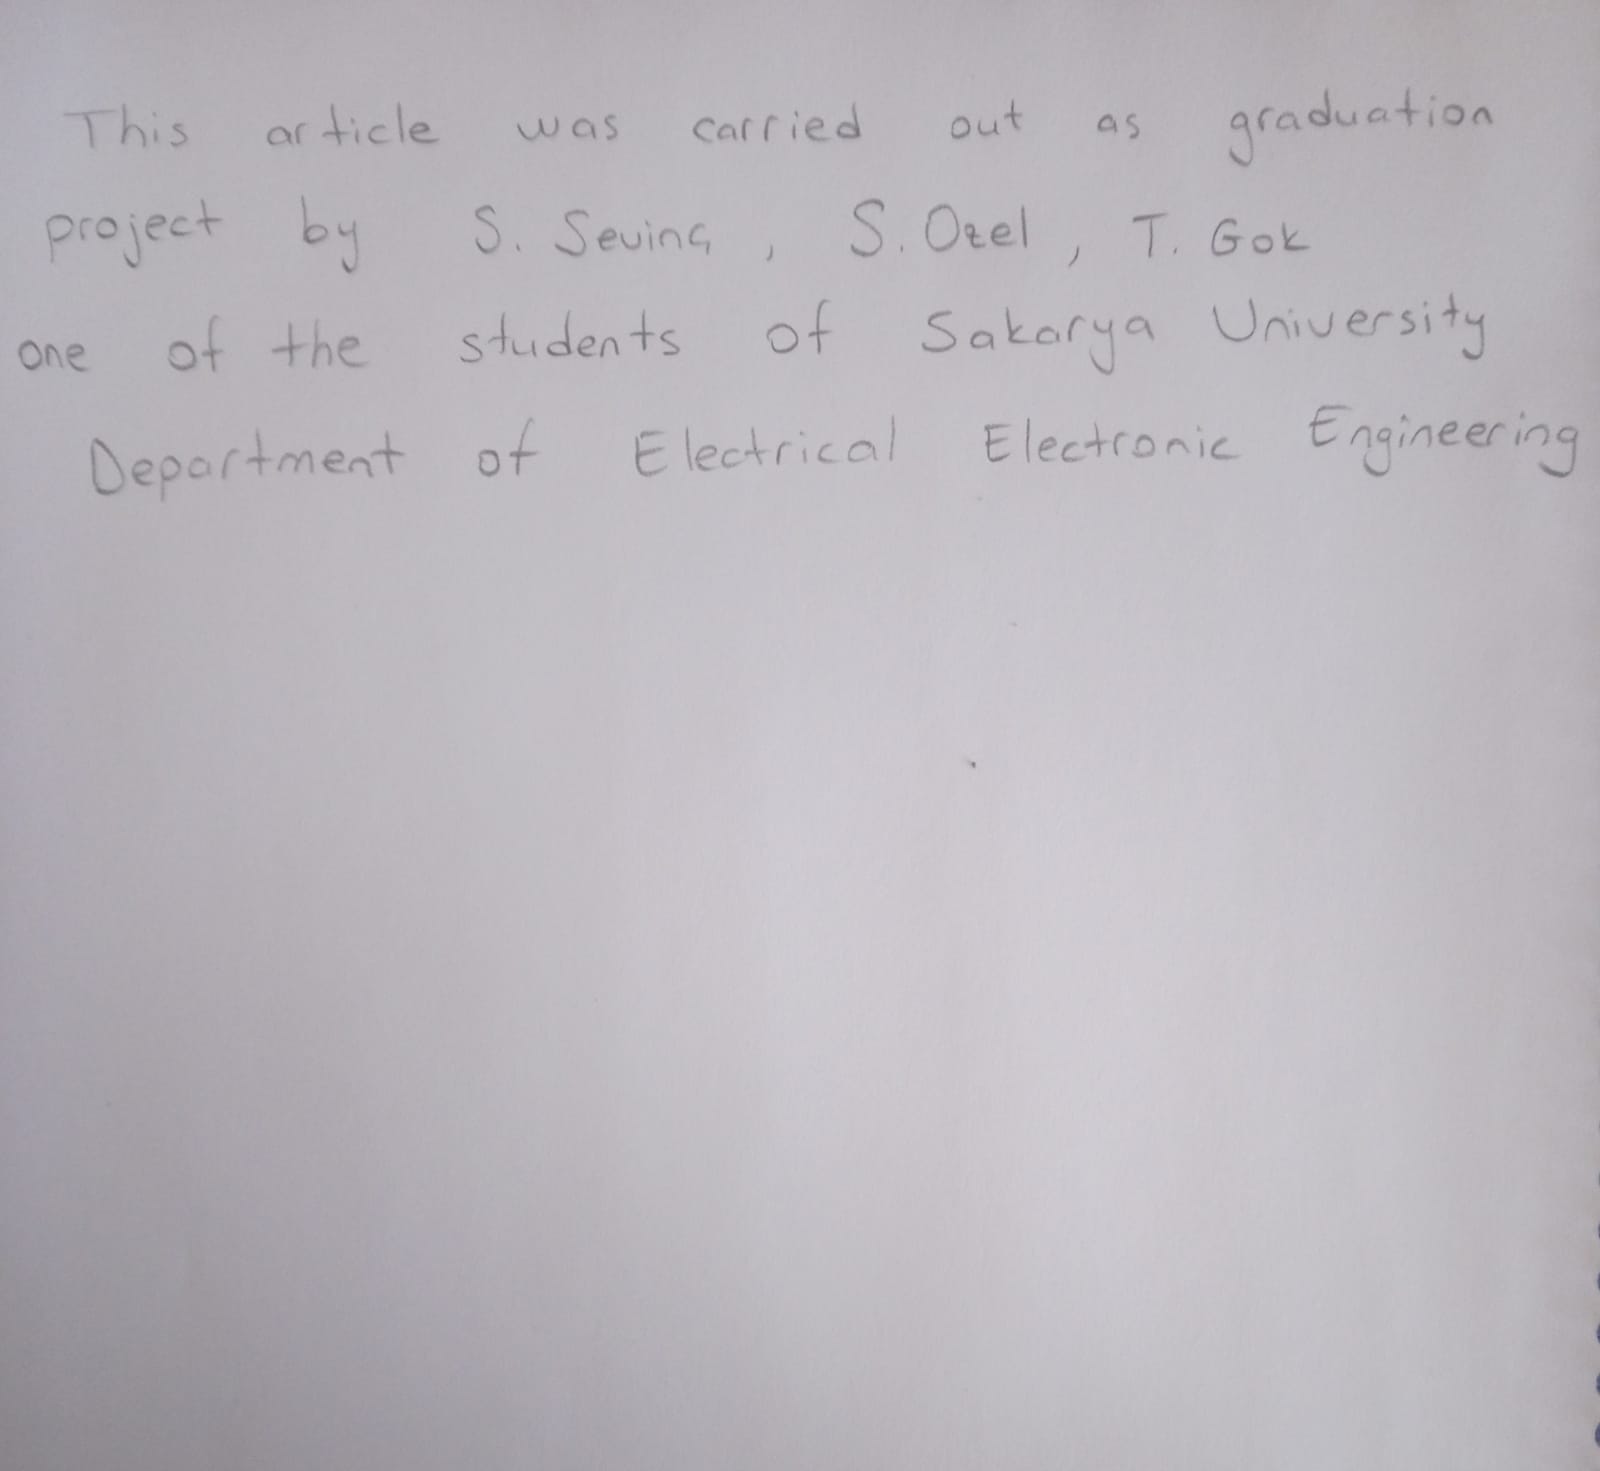 This article was carried out as graduation
project by S. Sevinç, S. Ozel, T. Gok
one of the students of Sakarya University
Department of Electrical Electronic Engineering